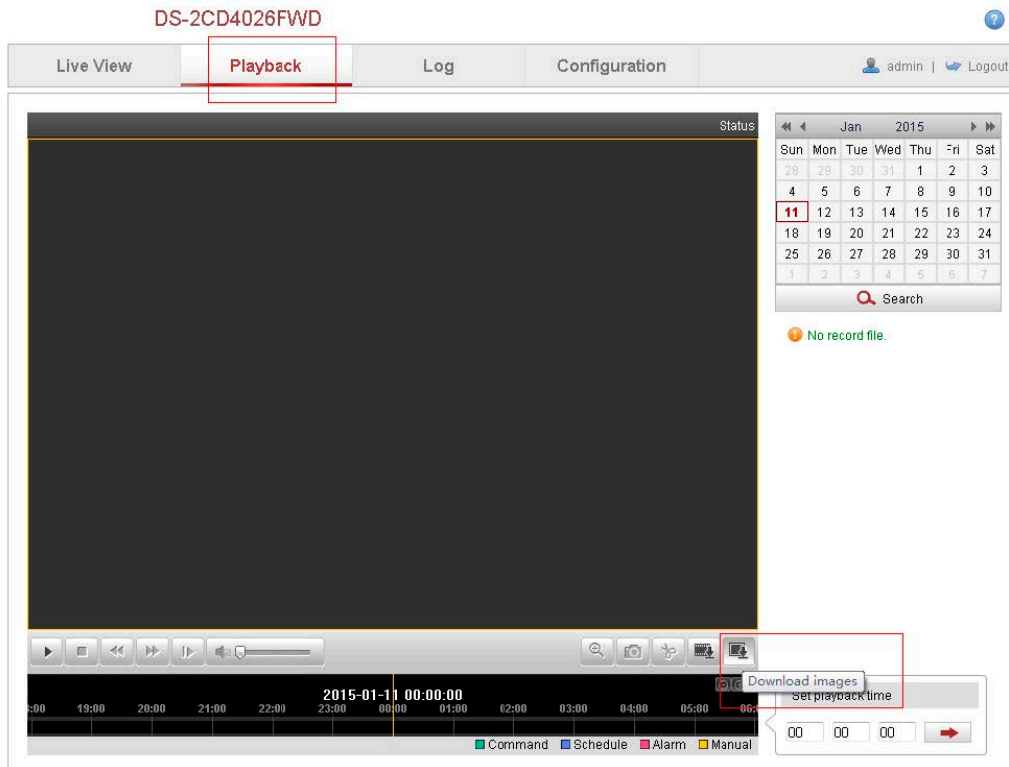 DS-2CD4026FWD
Live View Playback Log Configuration admin | Logout
Status
Jan 2015
Sun Mon Tue Wed Thu Fri Sat
28 29 30 31 1 2 3
4 5 6 7 8 9 10
11 12 13 14 15 16 17
18 19 20 21 22 23 24
25 26 27 28 29 30 31
1 2 3 4 5 6 7
Search
No record file.
Download images
2015-01-11 00:00:00
Set playback time
19:00 20:00 21:00 22:00 23:00 00:00 01:00 02:00 03:00 04:00 05:00
00 00 00
Command Schedule Alarm Manual